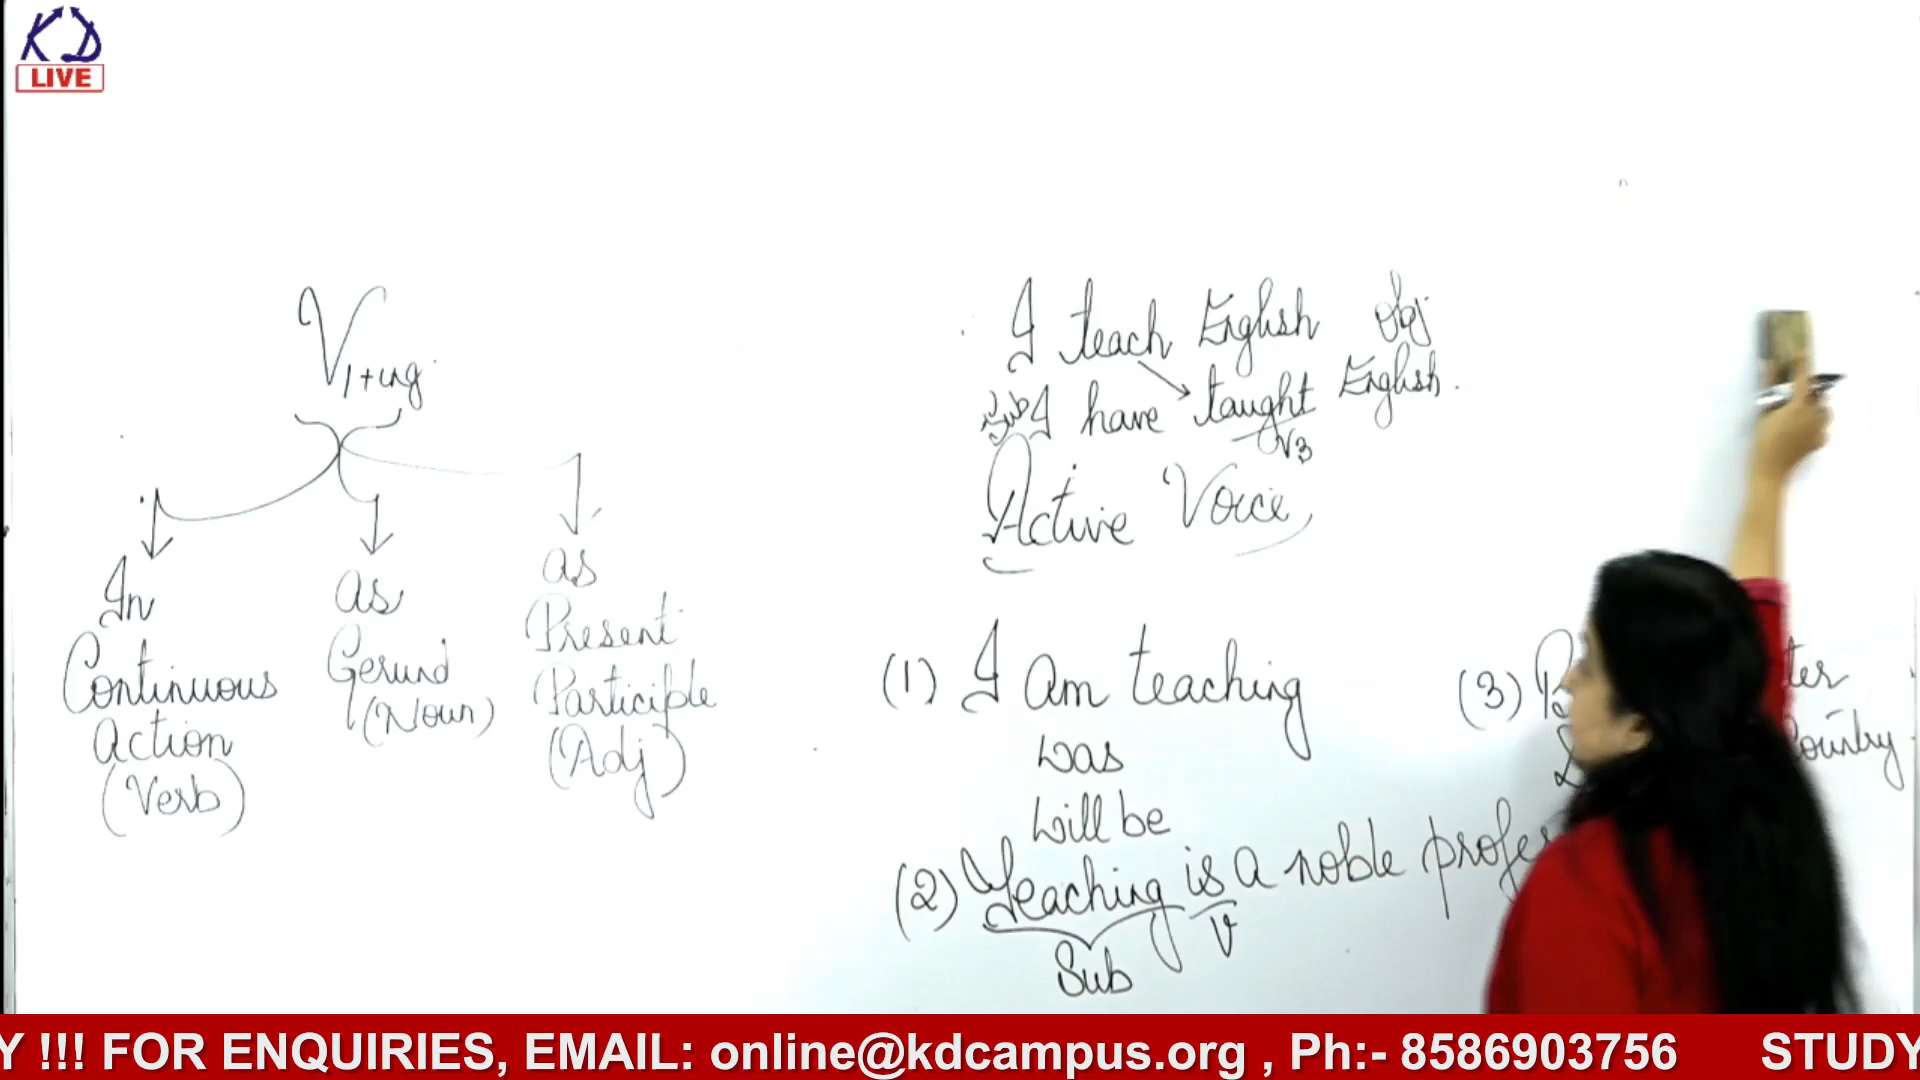 KD
LIVE
V1+ing
In
Continuous
Action
(Verb)
as
Gerund
(Noun)
as
Present
Participle
(Adj)
I teach English obj
Sub I have taught English.
V3
Active Voice
(1) I am teaching
was
will be
(2) Teaching is a noble profes
Sub V
(3)
Country
Y !!! FOR ENQUIRIES, EMAIL: online@kdcampus.org , Ph:- 8586903756 STUDY